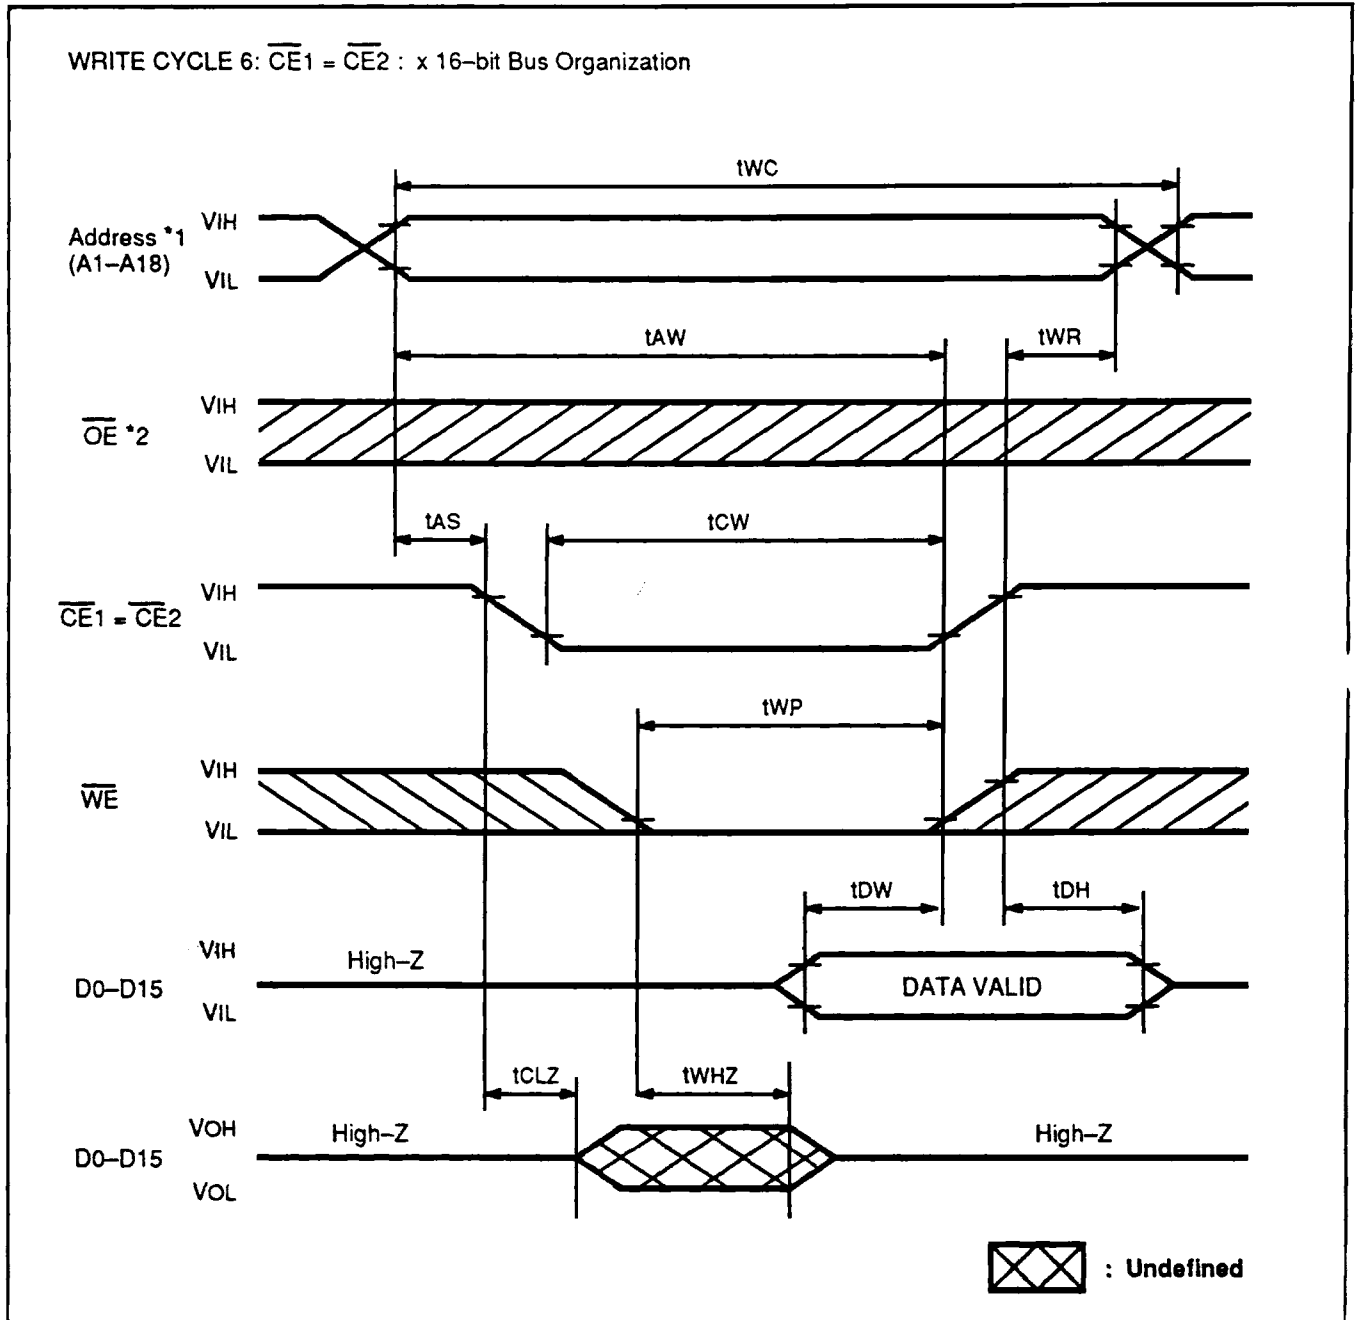 WRITE CYCLE 6: CE1 = CE2 : x 16–bit Bus Organization
tWC
Address *1
(A1–A18)
VIH
VIL
tAW
tWR
OE *2
VIH
VIL
tAS
tCW
CE1 = CE2
VIH
VIL
tWP
WE
VIH
VIL
tDW
tDH
D0–D15
VIH
VIL
High–Z
DATA VALID
tCLZ
tWHZ
D0–D15
VOH
VOL
High–Z
High–Z
: Undefined